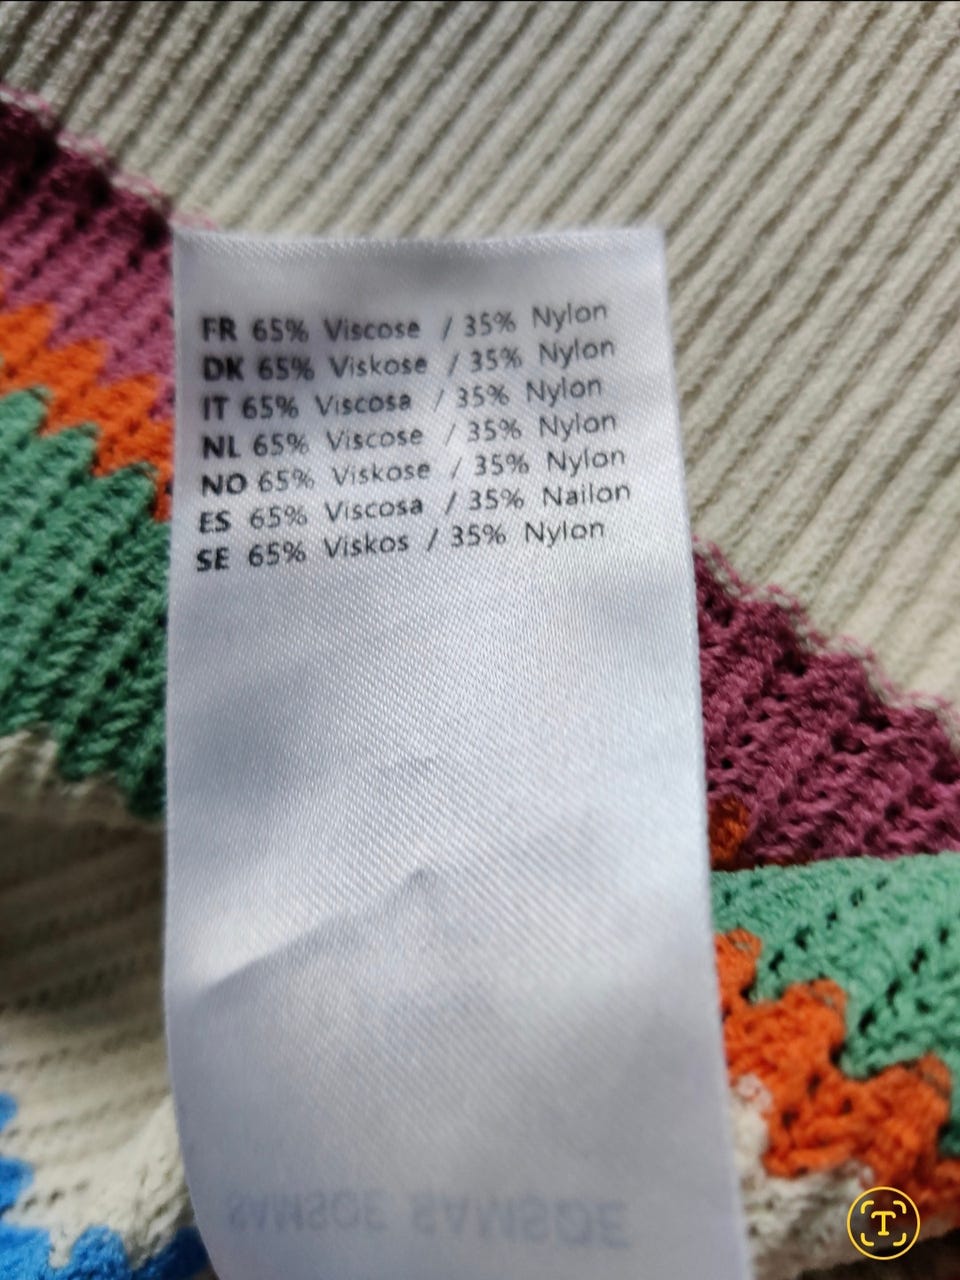 FR 65% Viscose / 35% Nylon
DK 65% Viskose / 35% Nylon
IT 65% Viscosa / 35% Nylon
NL 65% Viscose / 35% Nylon
NO 65% Viskose / 35% Nylon
ES 65% Viscosa / 35% Nailon
SE 65% Viskos / 35% Nylon